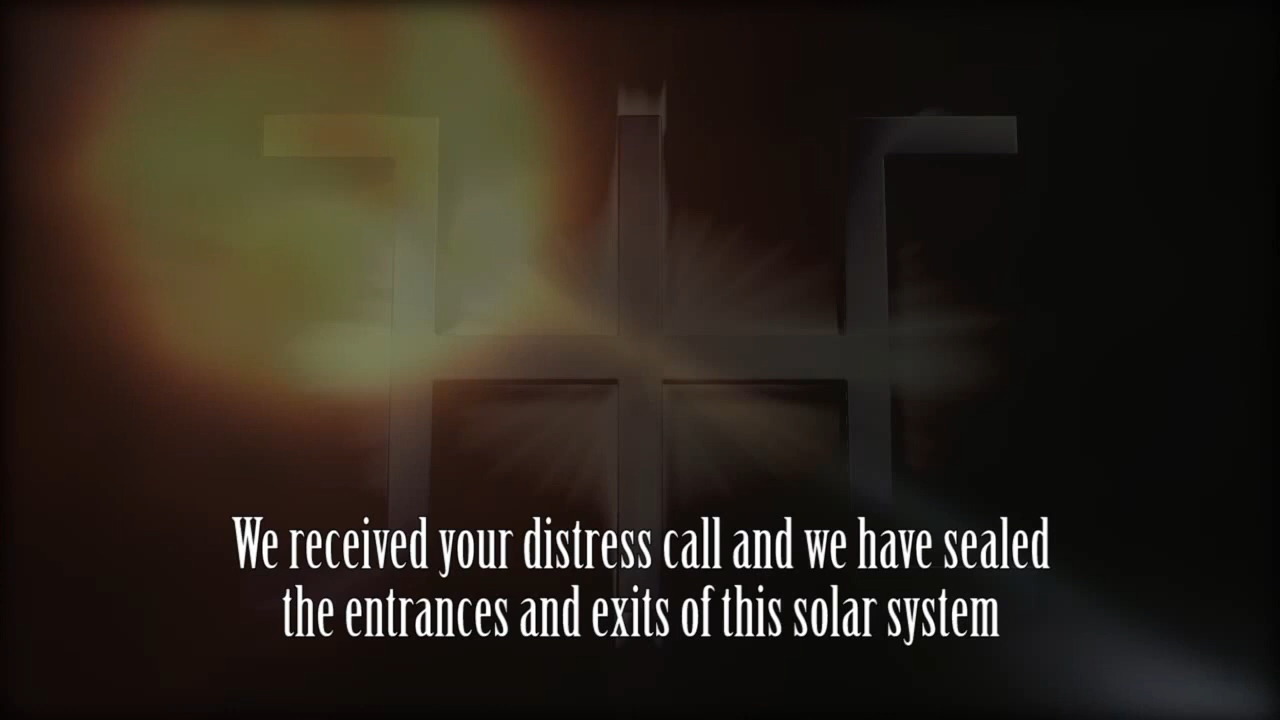 We received your distress call and we have sealed
the entrances and exits of this solar system